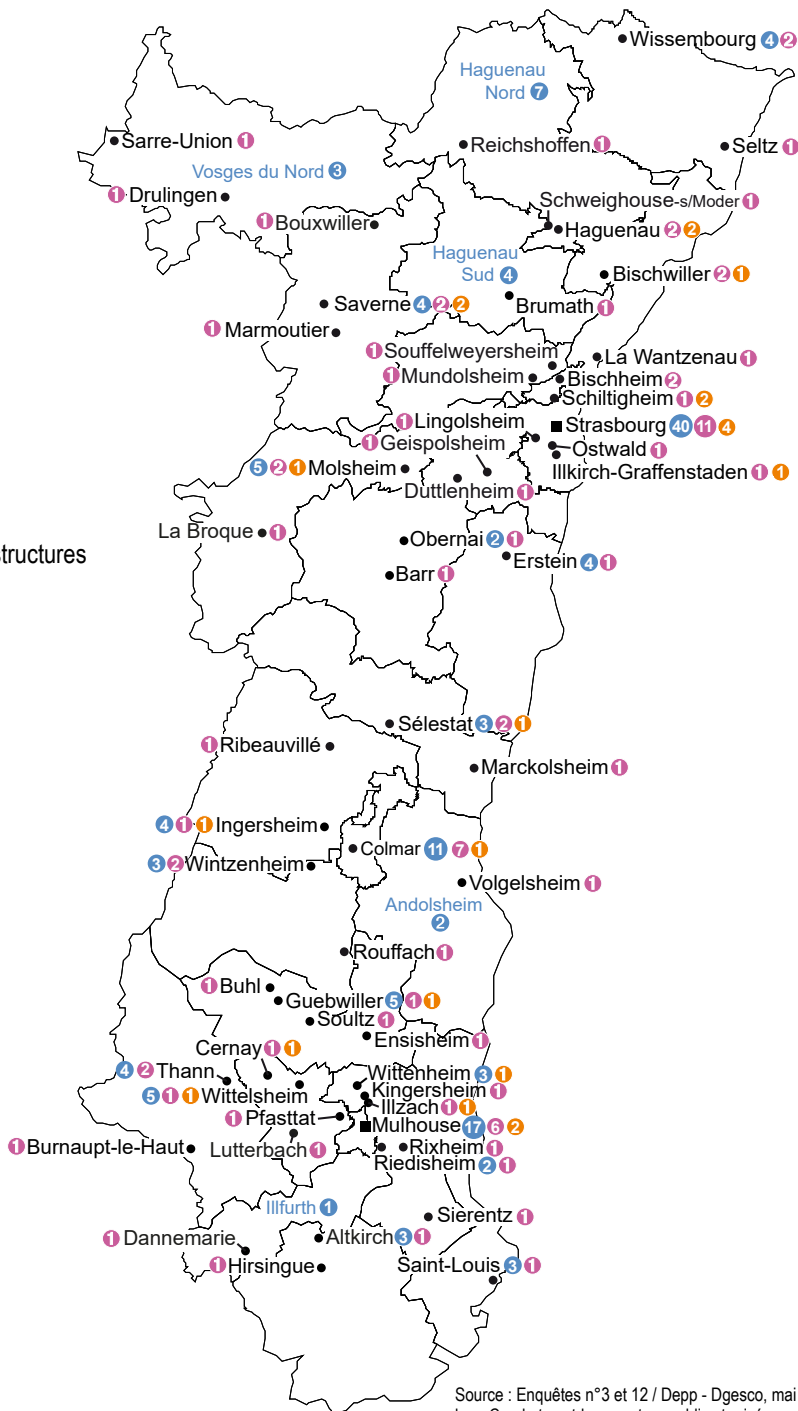 Wissembourg 4 2
Haguenau
Nord 7
Sarre-Union 1
Reichshoffen 1
Seltz 1
Vosges du Nord 3
1 Drulingen
Schweighouse-s/Moder 1
1 Bouxwiller
Haguenau 2 2
Haguenau
Sud 4
Bischwiller 2 1
Saverne 4 2 2
Brumath 1
1 Marmoutier
1 Souffelweyersheim
La Wantzenau 1
1 Mundolsheim
Bischheim 2
Schiltigheim 1 2
1 Lingolsheim
Strasbourg 40 11 4
1 Geispolsheim
Ostwald 1
5 2 1 Molsheim
Illkirch-Graffenstaden 1 1
Duttlenheim 1
La Broque 1
Obernai 2 1
structures
Erstein 4 1
Barr 1
Sélestat 3 2 1
1 Ribeauvillé
Marckolsheim 1
4 1 1 Ingersheim
Colmar 11 7 1
3 2 Wintzenheim
Volgelsheim 1
Andolsheim
2
Rouffach 1
1 Buhl
Guebwiller 5 1 1
Soultz 1
Ensisheim 1
Cernay 1 1
4 2 Thann
Wittenheim 3 1
5 1 1 Wittelsheim
Kingersheim 1
Illzach 1 1
1 Pfasttat
Mulhouse 17 6 2
1 Burnaupt-le-Haut
Lutterbach 1
Rixheim 1
Riedisheim 2 1
Illfurth 1
Sierentz 1
1 Dannemarie
Altkirch 3 1
1 Hirsingue
Saint-Louis 3 1
Source : Enquêtes n°3 et 12 / Depp - Dgesco, mai